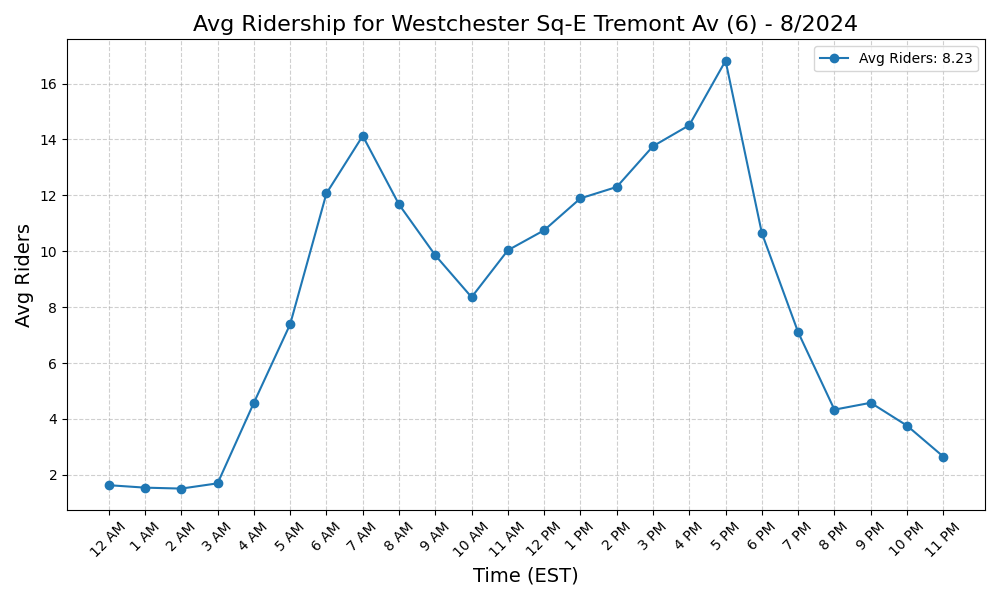 Avg Ridership for Westchester Sq-E Tremont Av (6) - 8/2024
Avg Riders: 8.23
Avg Riders
16
14
12
10
8
6
4
2
12 AM
1 AM
2 AM
3 AM
4 AM
5 AM
6 AM
7 AM
8 AM
9 AM
10 AM
11 AM
12 PM
1 PM
2 PM
3 PM
4 PM
5 PM
6 PM
7 PM
8 PM
9 PM
10 PM
11 PM
Time (EST)